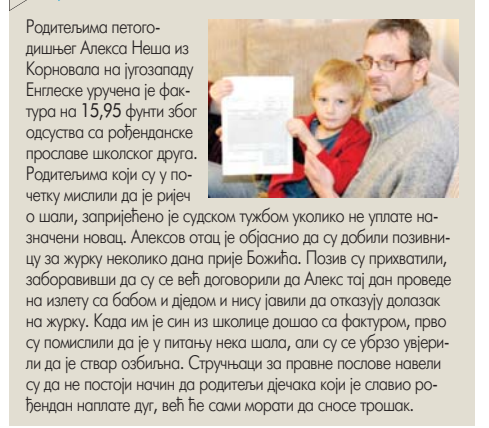 Родитељима петого-
дишњег Алекса Неша из
Корновала на југозападу
Енглеске уручена је фак-
тура на 15,95 фунти због
одсуства са рођенданске
прославе школског друга.
Родитељима који су у по-
четку мислили да је ријеч
о шали, запријећено је судском тужбом уколико не уплате на-
значени новац. Алексов отац је објаснио да су добили позивни-
цу за журку неколико дана прије Божића. Позив су прихватили,
заборавивши да су се већ договорили да Алекс тај дан проведе
на излету са бабом и дједом и нису јавили да отказују долазак
на журку. Када им је син из школице дошао са фактуром, прво
су помислили да је у питању нека шала, али су се убрзо увјери-
ли да је ствар озбиљна. Стручњаци за правне послове навели
су да не постоји начин да родитељи дјечака који је славио ро-
ђендан наплате дуг, већ ће сами морати да сносе трошак.